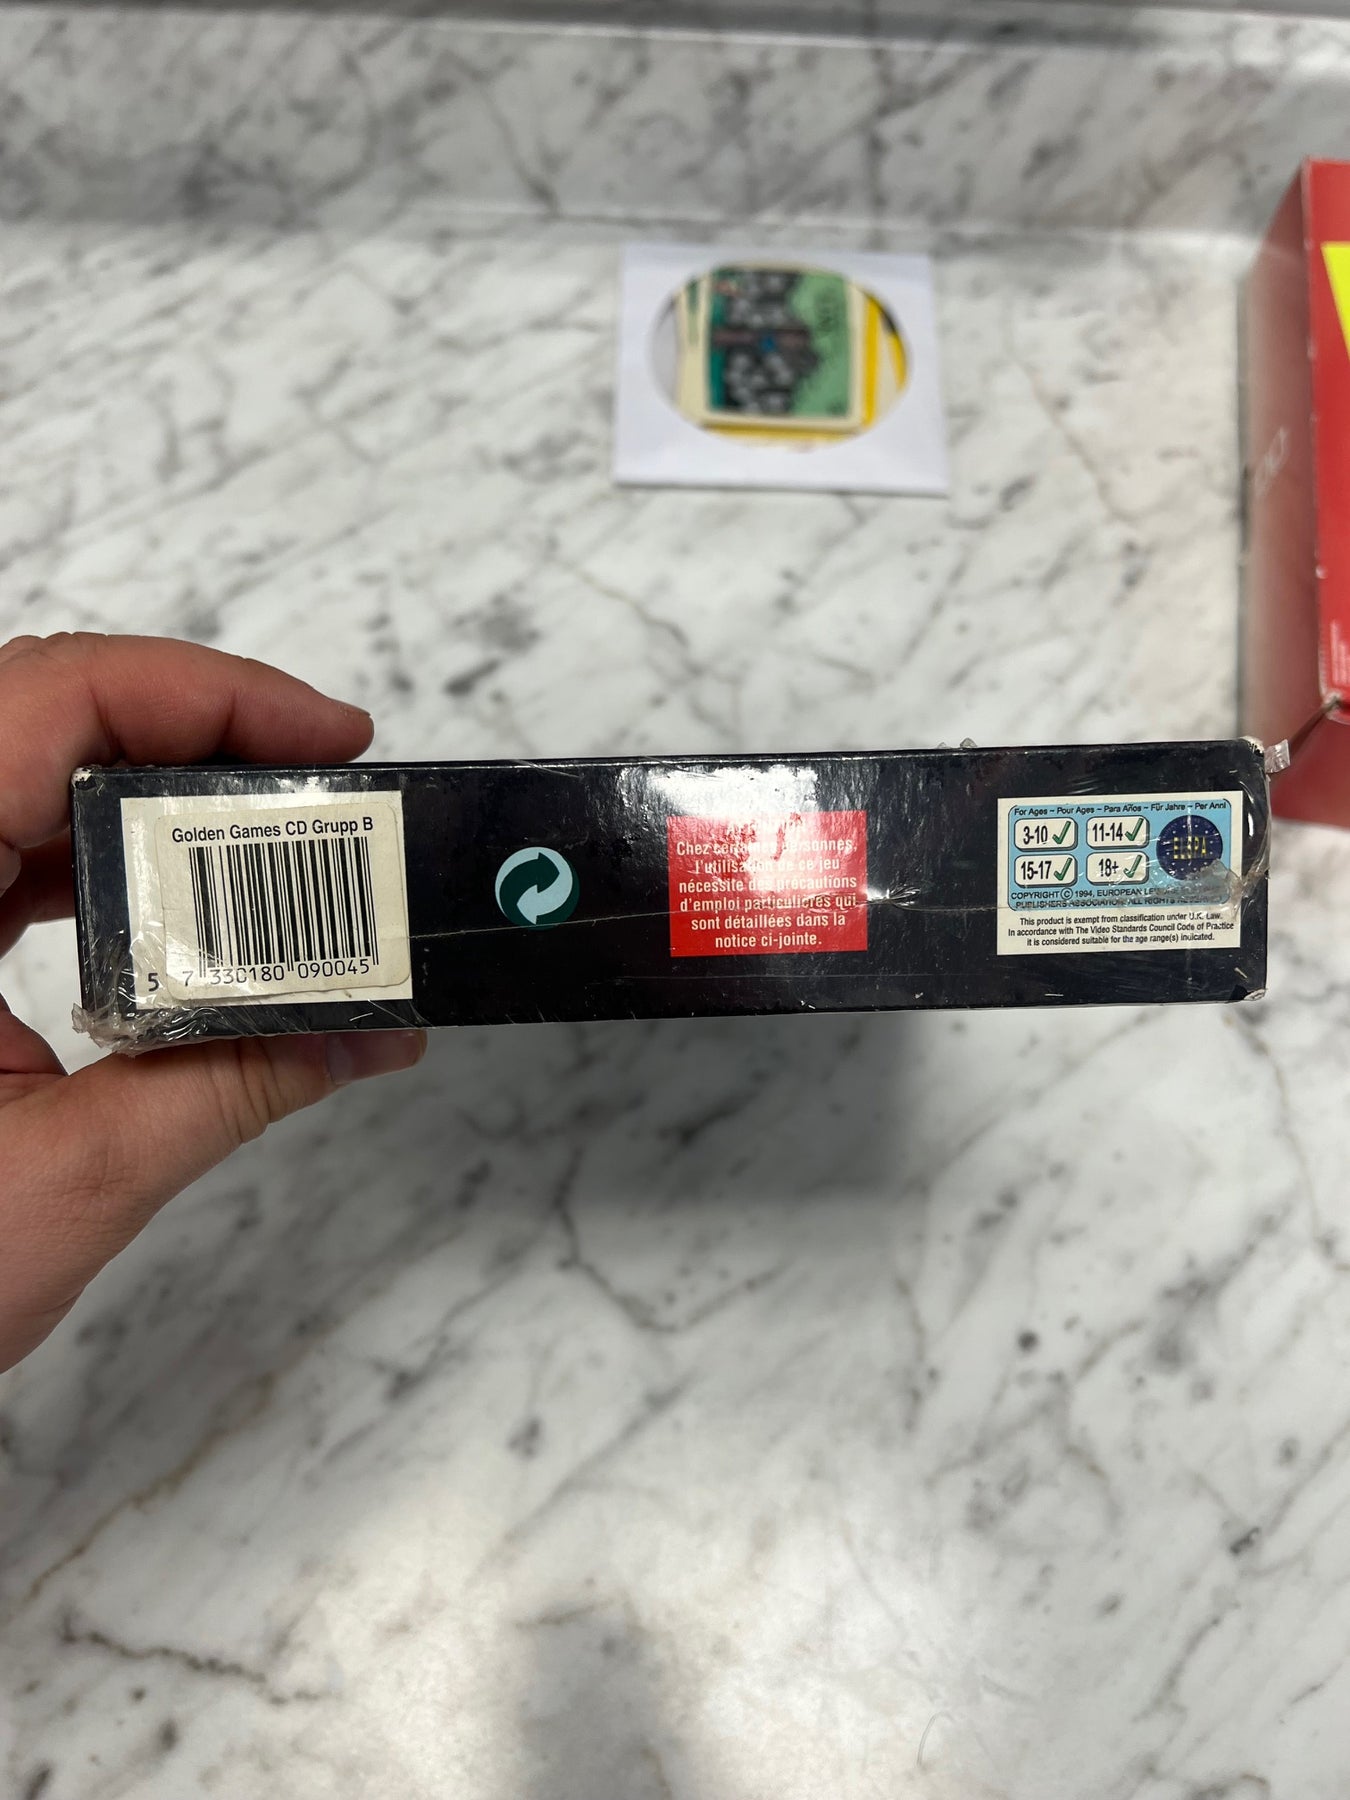 Golden Games CD Grupp B
5
7 330180 090045
Chez certaines personnes,
l'utilisation de ce jeu
nécessite des précautions
d'emploi particulières qui
sont détaillées dans la
notice ci-jointe.
For Ages ~ Pour Ages ~ Para Años ~ Für Jahre ~ Per Anni
3-10 ✓ 11-14 ✓
15-17 ✓ 18+ ✓
ELSPA
COPYRIGHT © 1994, EUROPEAN
PUBLISHERS ASSOCIATION. ALL RIGHTS
This product is exempt from classification under U.K. Law.
In accordance with The Video Standards Council Code of Practice
it is considered suitable for the age range(s) indicated.